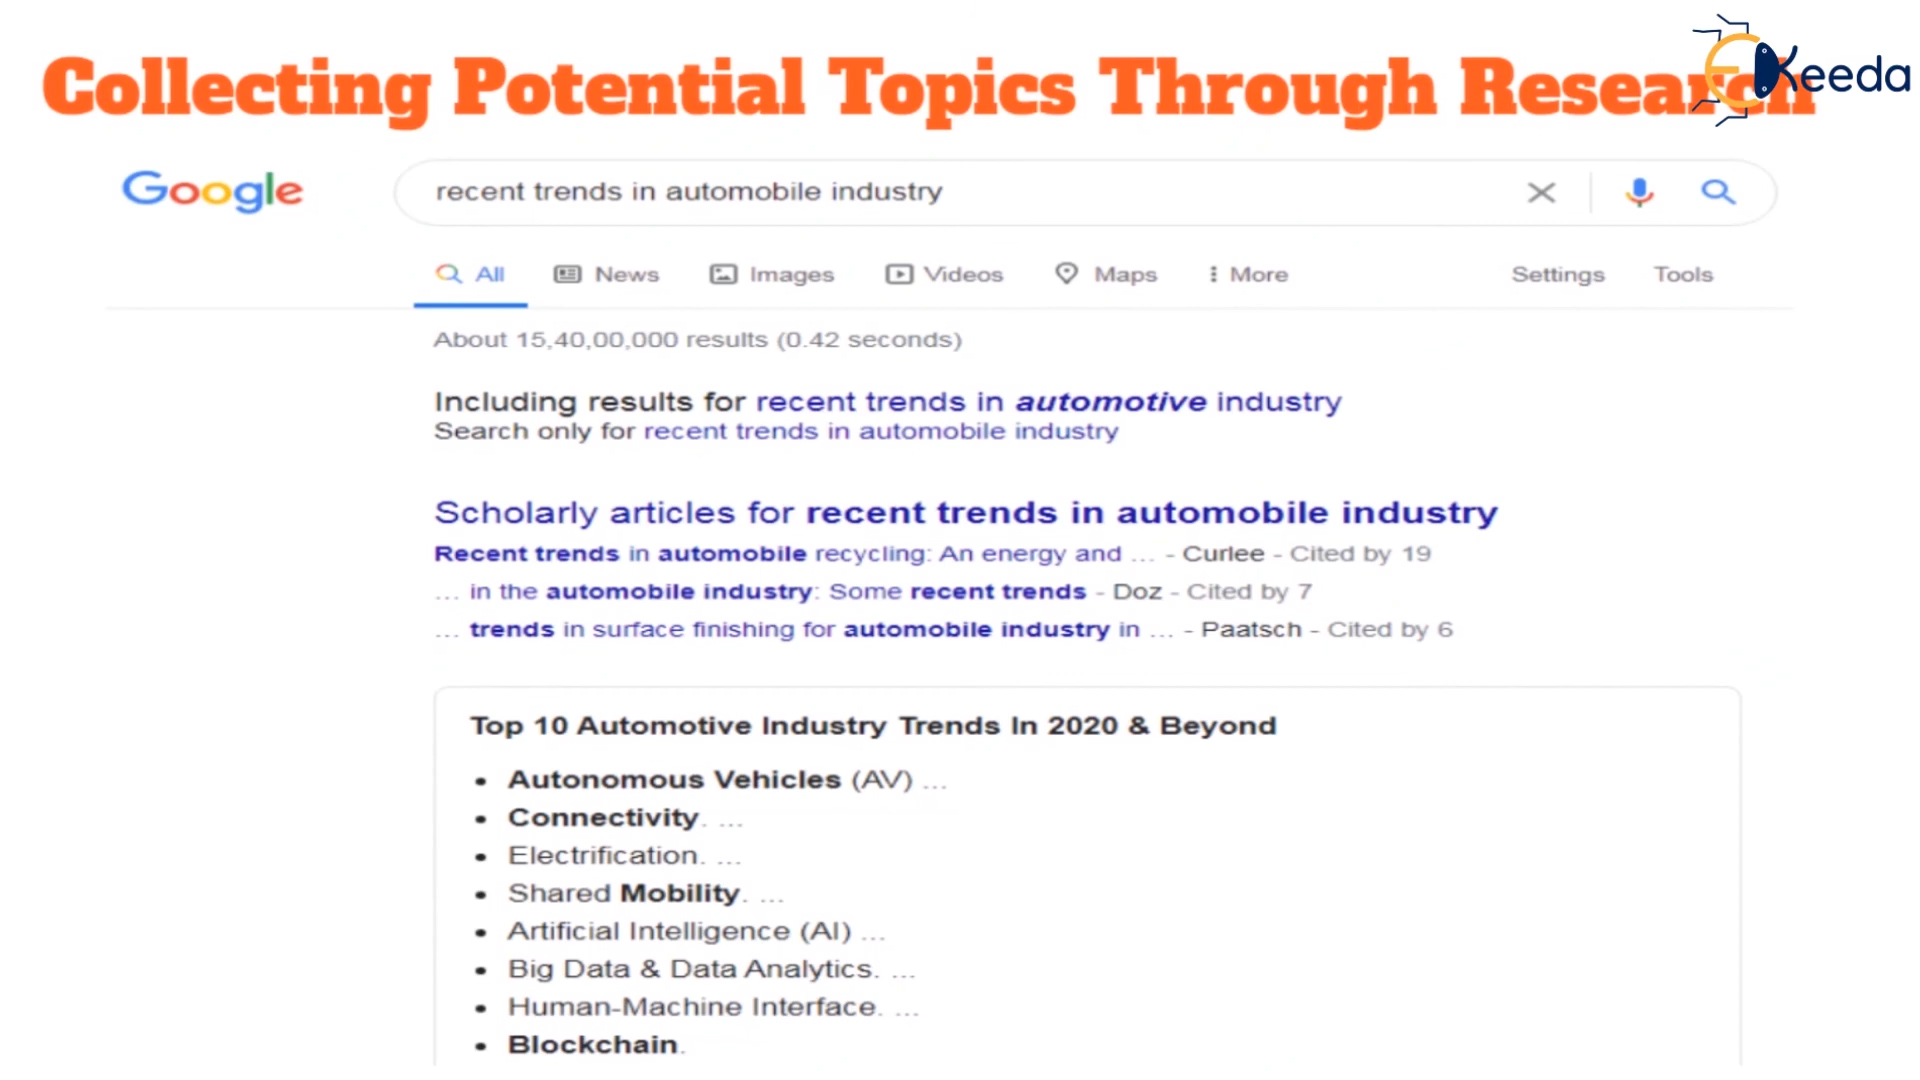 Collecting Potential Topics Through Research
EKeeda
Google
recent trends in automobile industry
All News Images Videos Maps More Settings Tools
About 15,40,00,000 results (0.42 seconds)
Including results for recent trends in automotive industry
Search only for recent trends in automobile industry
Scholarly articles for recent trends in automobile industry
Recent trends in automobile recycling: An energy and ... - Curlee - Cited by 19
... in the automobile industry: Some recent trends - Doz - Cited by 7
... trends in surface finishing for automobile industry in ... - Paatsch - Cited by 6
Top 10 Automotive Industry Trends In 2020 & Beyond
• Autonomous Vehicles (AV) ...
• Connectivity. ...
• Electrification. ...
• Shared Mobility. ...
• Artificial Intelligence (AI) ...
• Big Data & Data Analytics. ...
• Human-Machine Interface. ...
• Blockchain.